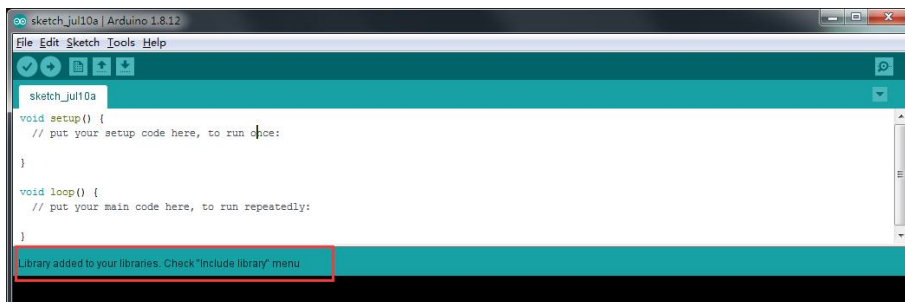 sketch_jul10a | Arduino 1.8.12
File Edit Sketch Tools Help
sketch_jul10a
void setup() {
// put your setup code here, to run once:
}
void loop() {
// put your main code here, to run repeatedly:
}
Library added to your libraries. Check "Include library" menu